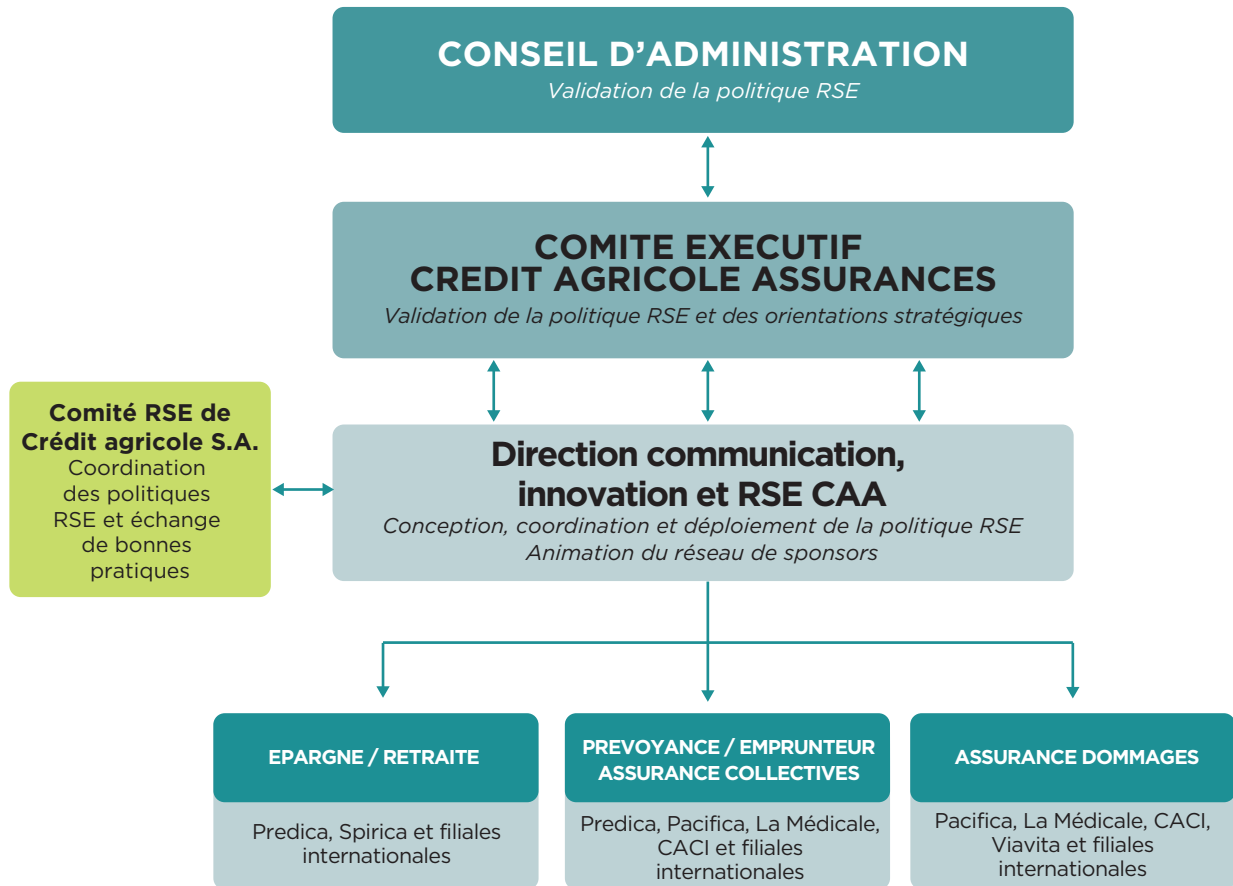 CONSEIL D'ADMINISTRATION
Validation de la politique RSE
COMITE EXECUTIF
CREDIT AGRICOLE ASSURANCES
Validation de la politique RSE et des orientations stratégiques
Comité RSE de
Crédit agricole S.A.
Coordination
des politiques
RSE et échange
de bonnes
pratiques
Direction communication,
innovation et RSE CAA
Conception, coordination et déploiement de la politique RSE
Animation du réseau de sponsors
EPARGNE / RETRAITE
Predica, Spirica et filiales
internationales
PREVOYANCE / EMPRUNTEUR
ASSURANCE COLLECTIVES
Predica, Pacifica, La Médicale,
CACI et filiales
internationales
ASSURANCE DOMMAGES
Pacifica, La Médicale, CACI,
Viavita et filiales
internationales